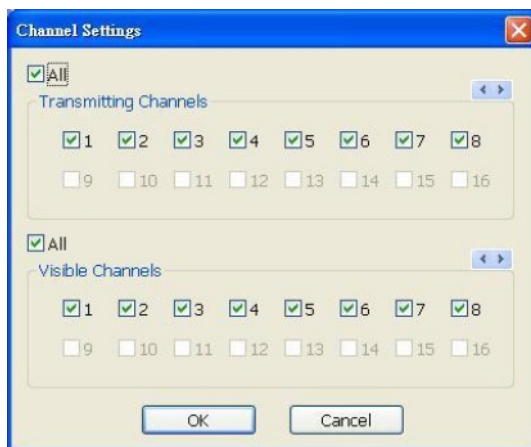 Channel Settings
All
Transmitting Channels
1 2 3 4 5 6 7 8
9 10 11 12 13 14 15 16
All
Visible Channels
1 2 3 4 5 6 7 8
9 10 11 12 13 14 15 16
OK Cancel